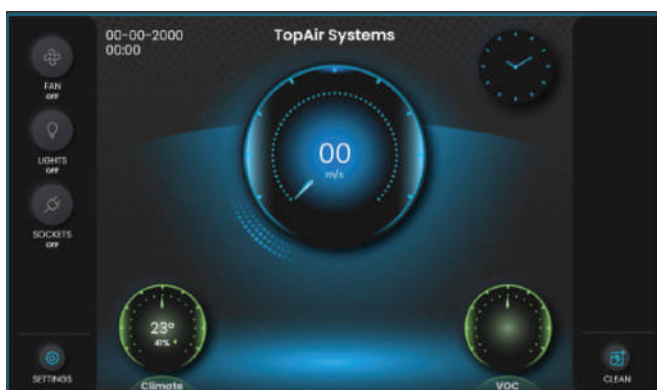 00-00-2000
00:00
TopAir Systems
FAN
OFF
LIGHTS
OFF
SOCKETS
OFF
00
m/s
23°
41%
Climate
VOC
SETTINGS
CLEAN